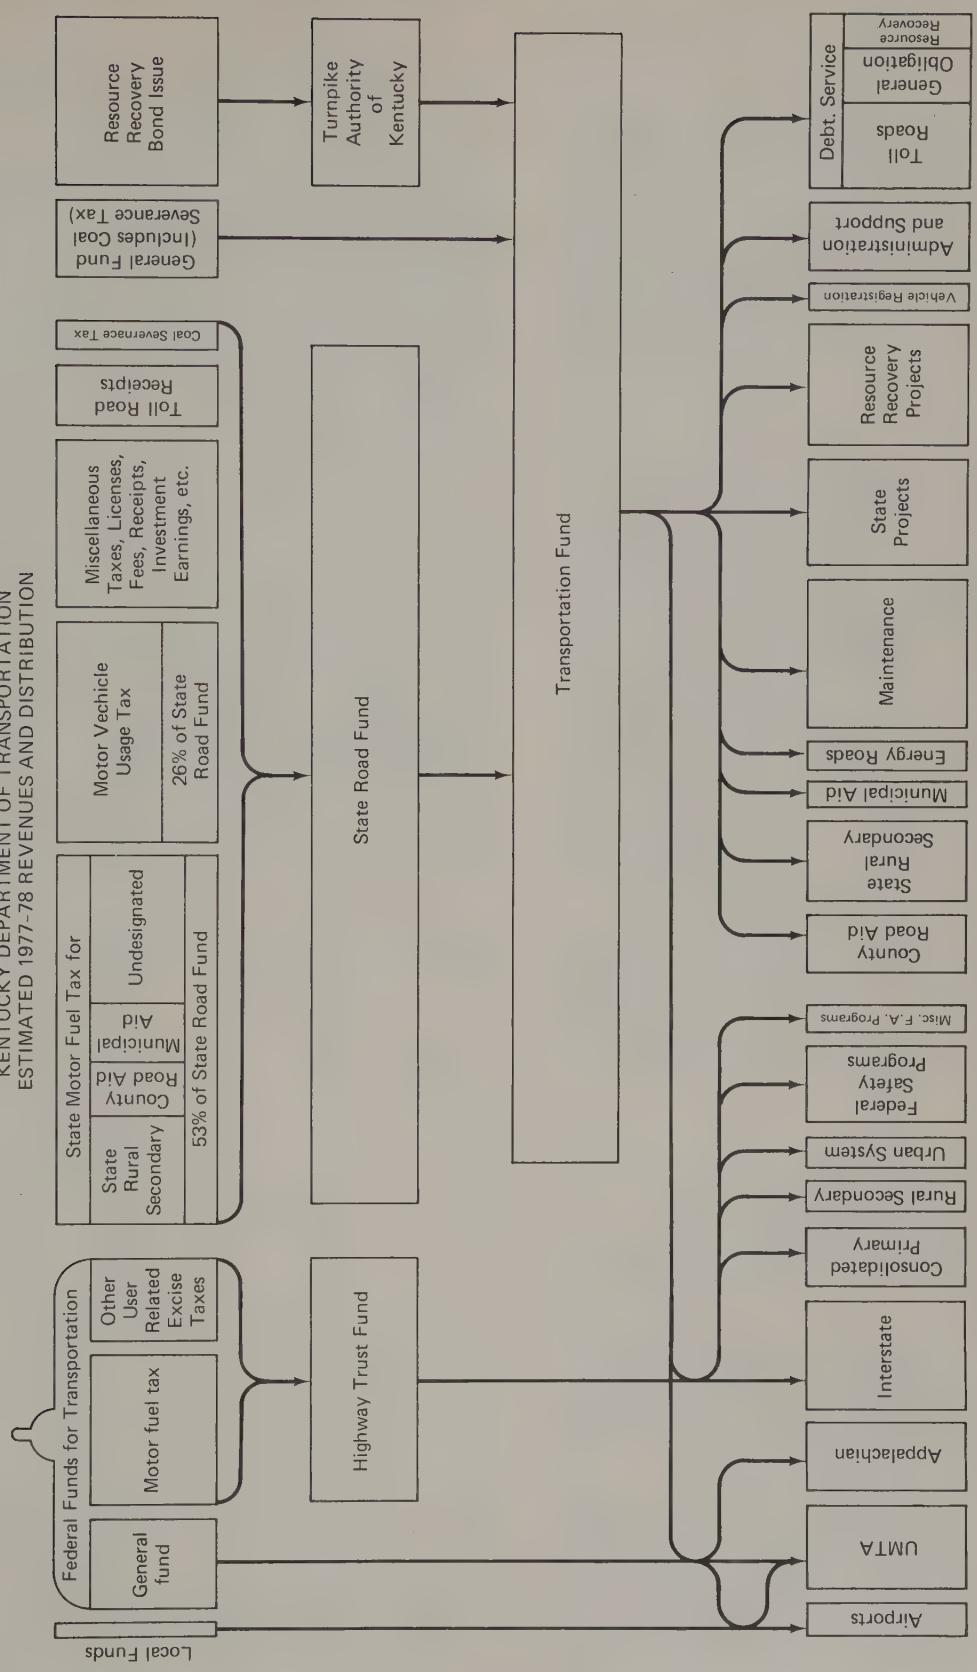 KENTUCKY DEPARTMENT OF TRANSPORTATION
ESTIMATED 1977-78 REVENUES AND DISTRIBUTION
Local Funds
Federal Funds for Transportation
General
fund
Motor fuel tax
Other
User
Related
Excise
Taxes
State Motor Fuel Tax for
State
Rural
Secondary
County
Road Aid
Municipal
Aid
Undesignated
53% of State Road Fund
Motor Vechicle
Usage Tax
26% of State
Road Fund
Miscellaneous
Taxes, Licenses,
Fees, Receipts,
Investment
Earnings, etc.
Toll Road
Receipts
Coal Severnace Tax
General Fund
(Includes Coal
Severance Tax)
Resource
Recovery
Bond Issue
Highway Trust Fund
State Road Fund
Turnpike
Authority
of
Kentucky
Transportation Fund
Airports
UMTA
Appalachian
Interstate
Consolidated
Primary
Rural Secondary
Urban System
Federal
Safety
Programs
Misc. F.A. Programs
County
Road Aid
State
Rural
Secondary
Municipal Aid
Energy Roads
Maintenance
State
Projects
Resource
Recovery
Projects
Vehicle Registration
Administration
and Support
Debt. Service
Toll
Roads
General
Obligation
Resource
Recovery